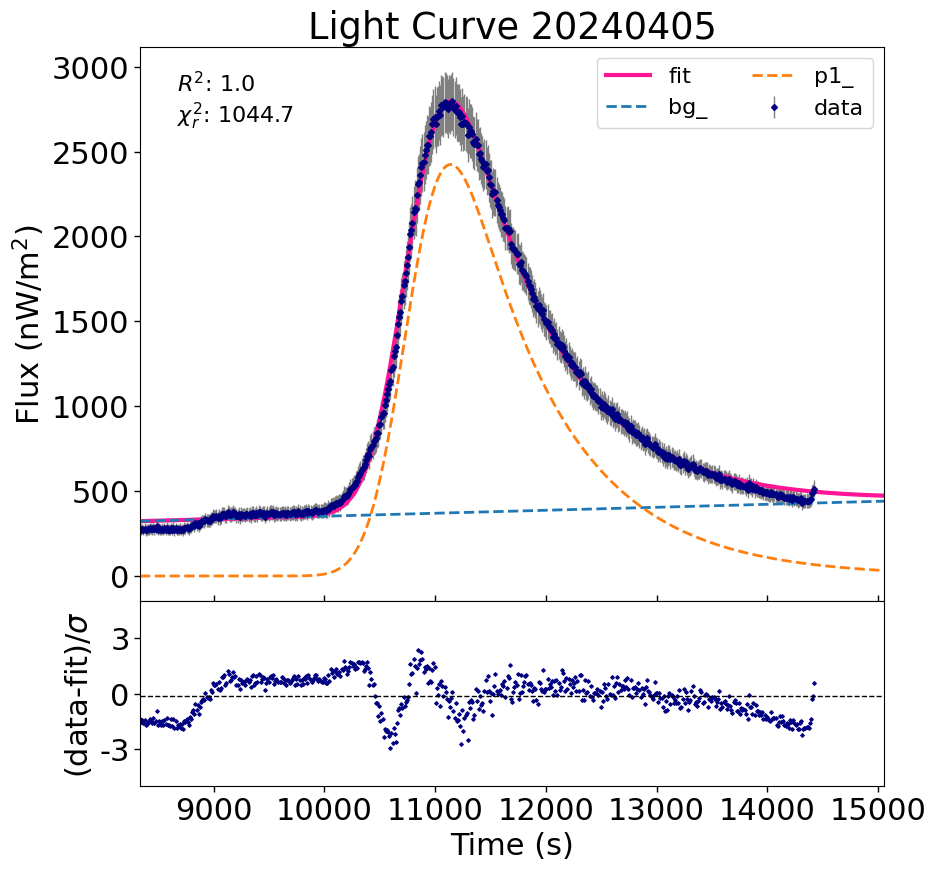 Light Curve 20240405
R²: 1.0
χ²ᵣ: 1044.7
fit
bg_
p1_
data
Flux (nW/m²)
3000
2500
2000
1500
1000
500
0
(data-fit)/σ
3
0
-3
9000 10000 11000 12000 13000 14000 15000
Time (s)